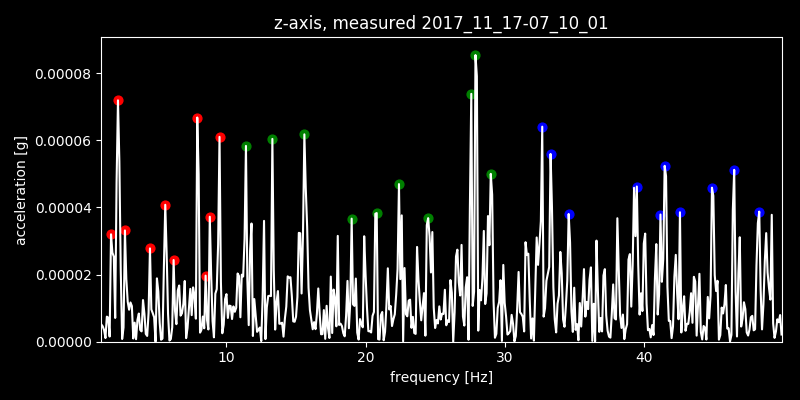 z-axis, measured 2017_11_17-07_10_01
acceleration [g]
0.00008
0.00006
0.00004
0.00002
0.00000
10 20 30 40
frequency [Hz]